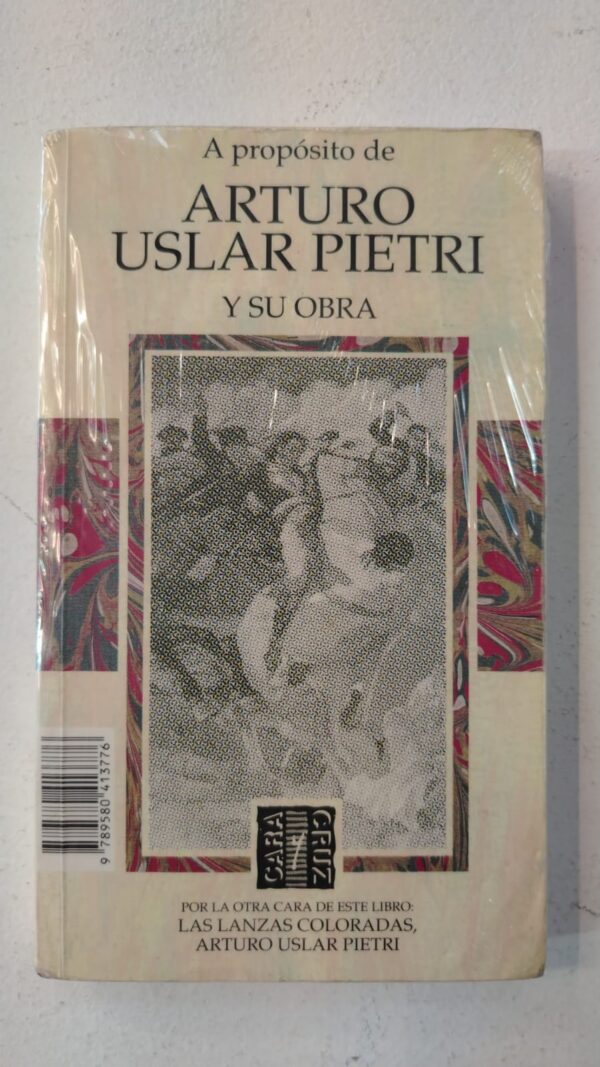 A propósito de
ARTURO
USLAR PIETRI
Y SU OBRA
9 789580 413776
CARA
CRUZ
POR LA OTRA CARA DE ESTE LIBRO:
LAS LANZAS COLORADAS,
ARTURO USLAR PIETRI